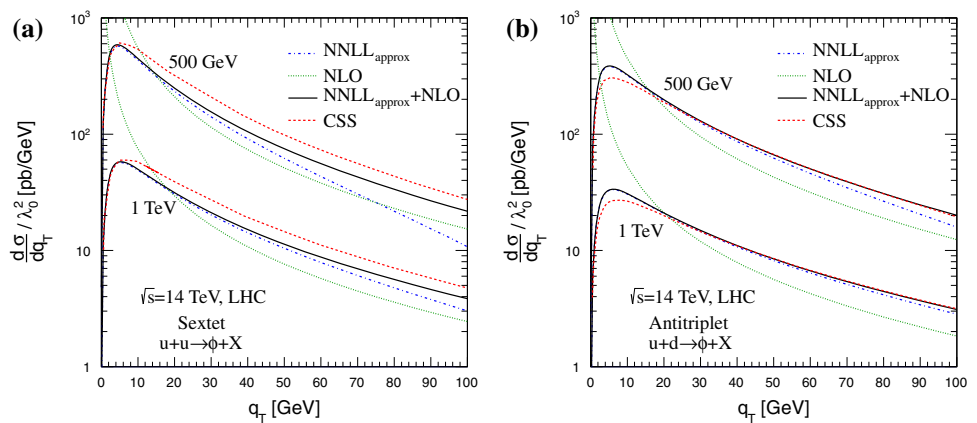 (a)
dσ/dq_T / λ₀² [pb/GeV]
10³
10²
10
1
500 GeV
NNLL_approx
NLO
NNLL_approx+NLO
CSS
1 TeV
√s=14 TeV, LHC
Sextet
u+u→ϕ+X
0 10 20 30 40 50 60 70 80 90 100
q_T [GeV]
(b)
dσ/dq_T / λ₀² [pb/GeV]
10³
10²
10
1
500 GeV
NNLL_approx
NLO
NNLL_approx+NLO
CSS
1 TeV
√s=14 TeV, LHC
Antitriplet
u+d→ϕ+X
0 10 20 30 40 50 60 70 80 90 100
q_T [GeV]